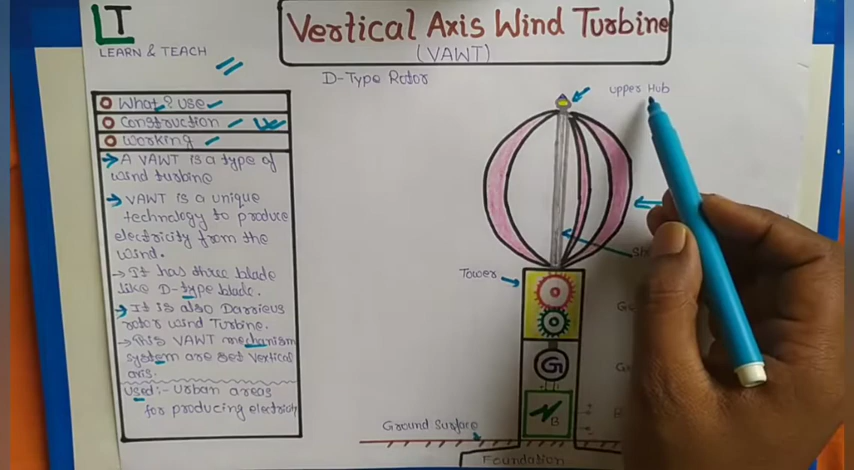 LT
LEARN & TEACH
Vertical Axis Wind Turbine
(VAWT)
D-Type Rotor
What? Use
Construction
Working
A VAWT is a type of
wind turbine
VAWT is a unique
technology to produce
electricity from the
wind.
It has three blade
like D-type blade.
It is also Darrieus
rotor wind Turbine.
This VAWT mechanism
system are set Vertical
axis.
Used:- Urban areas
for producing electricity
Upper Hub
Tower
G
B
Ground Surface
Foundation